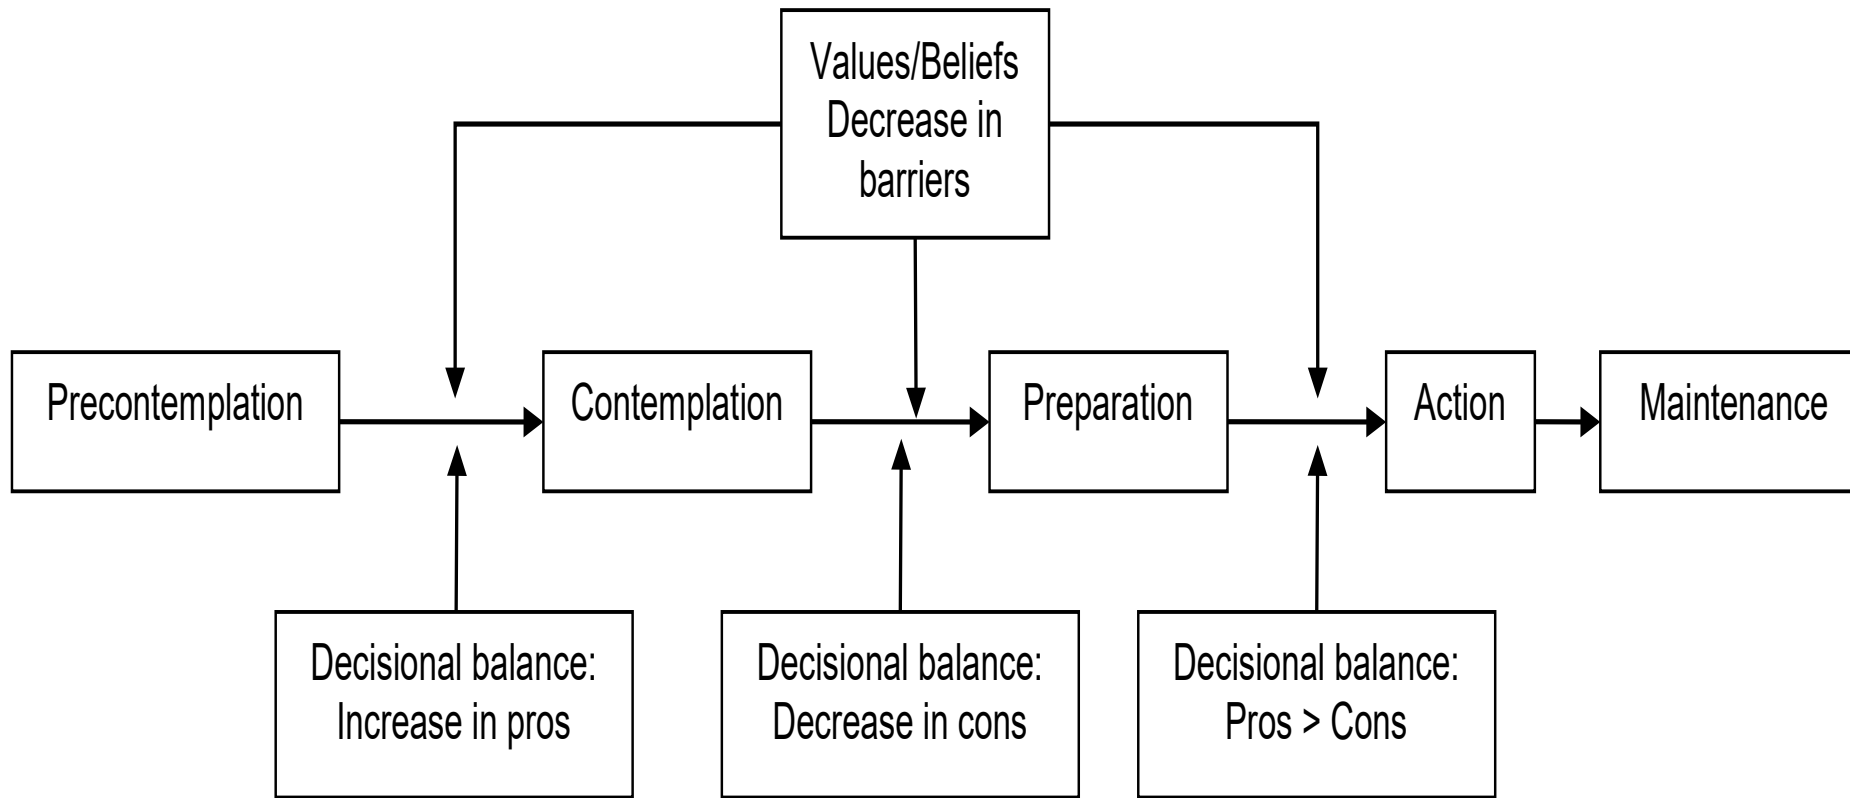 Values/Beliefs
Decrease in
barriers
Precontemplation
Contemplation
Preparation
Action
Maintenance
Decisional balance:
Increase in pros
Decisional balance:
Decrease in cons
Decisional balance:
Pros > Cons